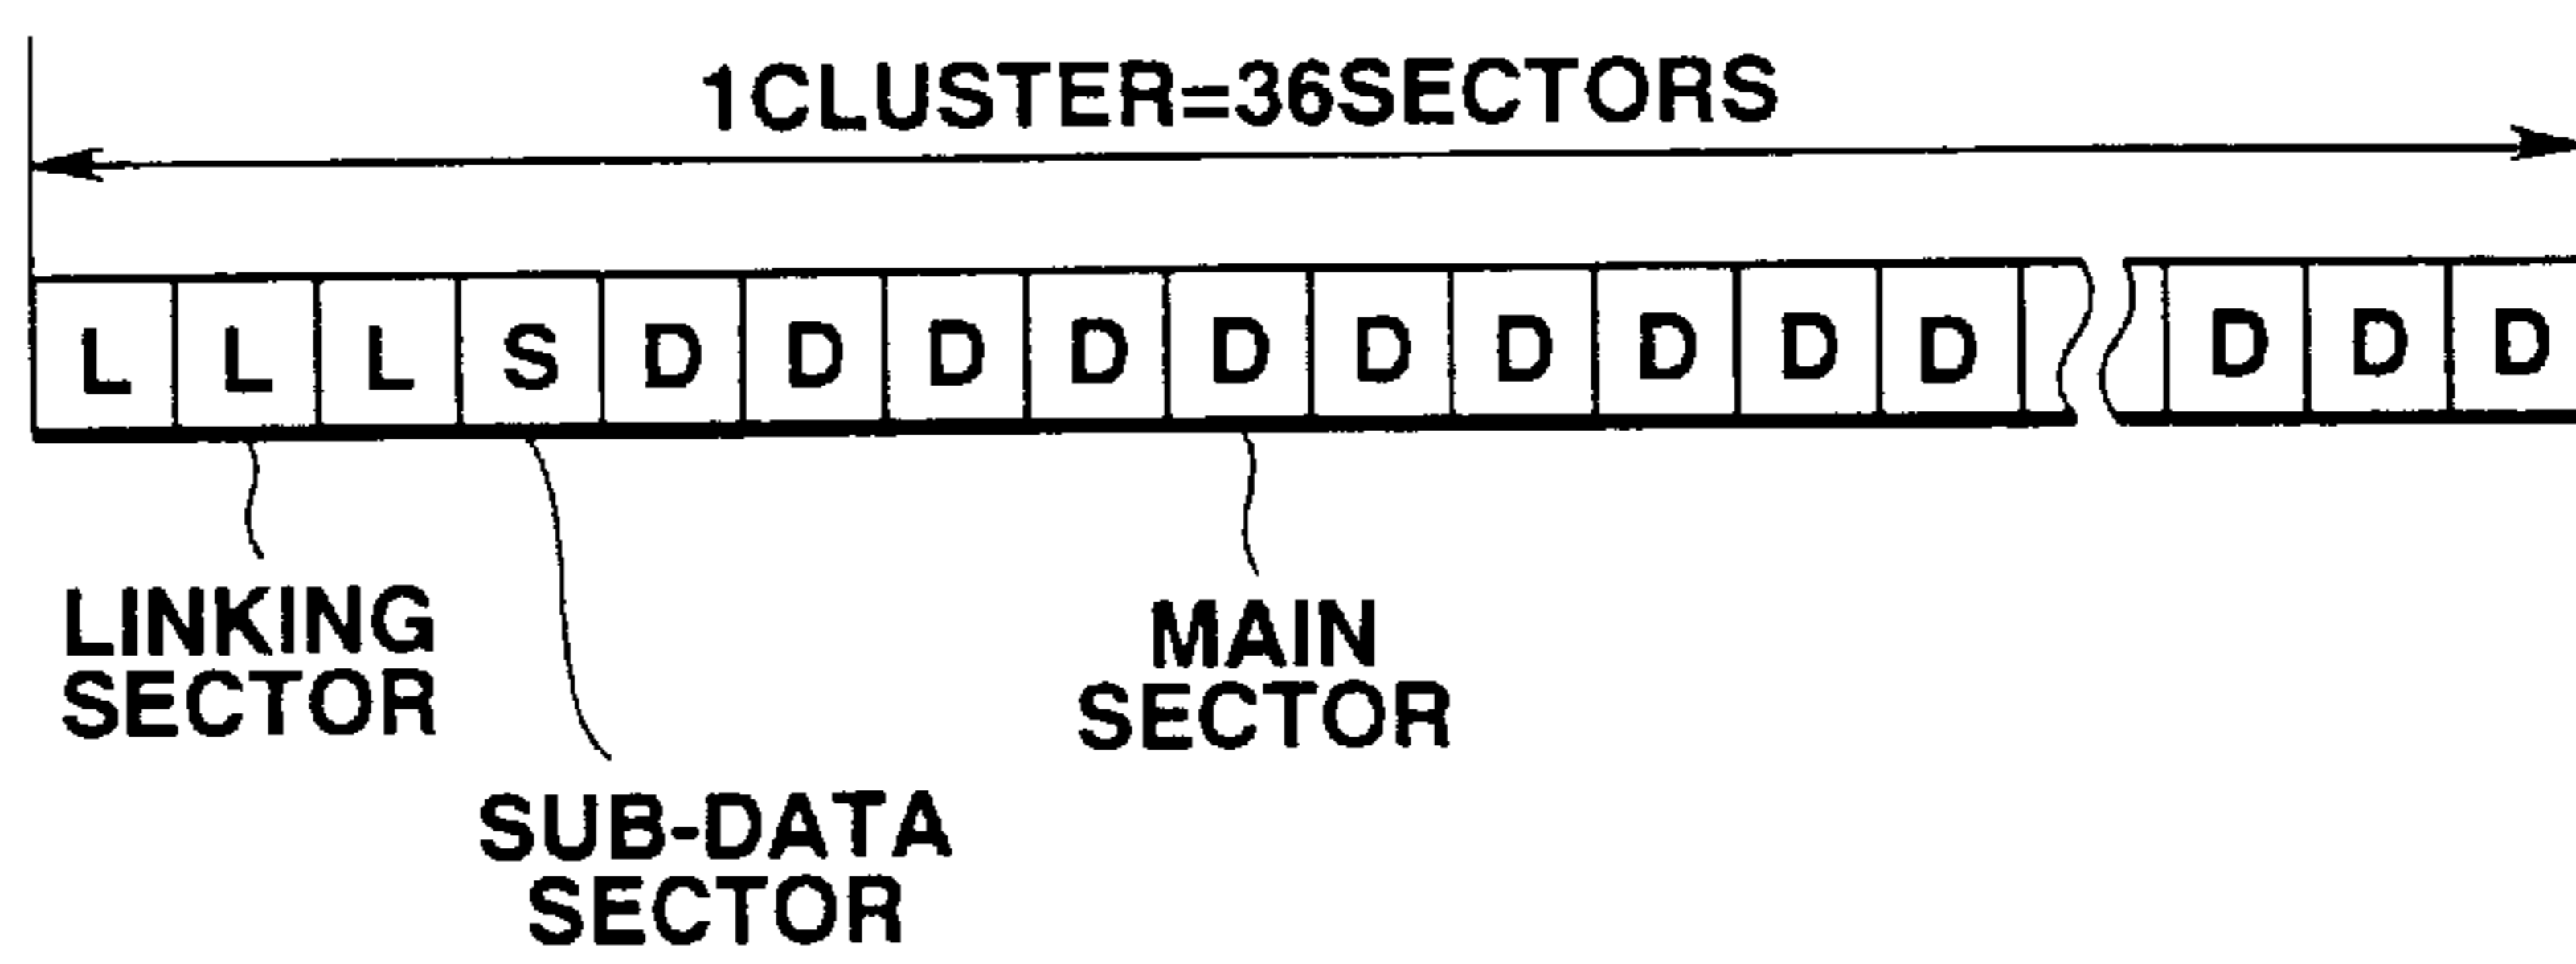 1CLUSTER=36SECTORS
L L L S D D D D D D D D D D D D D
LINKING
SECTOR
MAIN
SECTOR
SUB-DATA
SECTOR